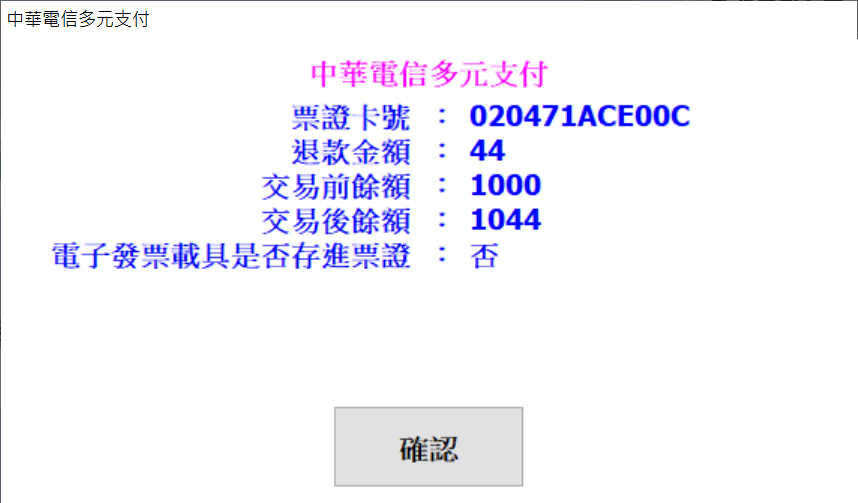 中華電信多元支付
中華電信多元支付
票證卡號 : 020471ACE00C
退款金額 : 44
交易前餘額 : 1000
交易後餘額 : 1044
電子發票載具是否存進票證 : 否
確認